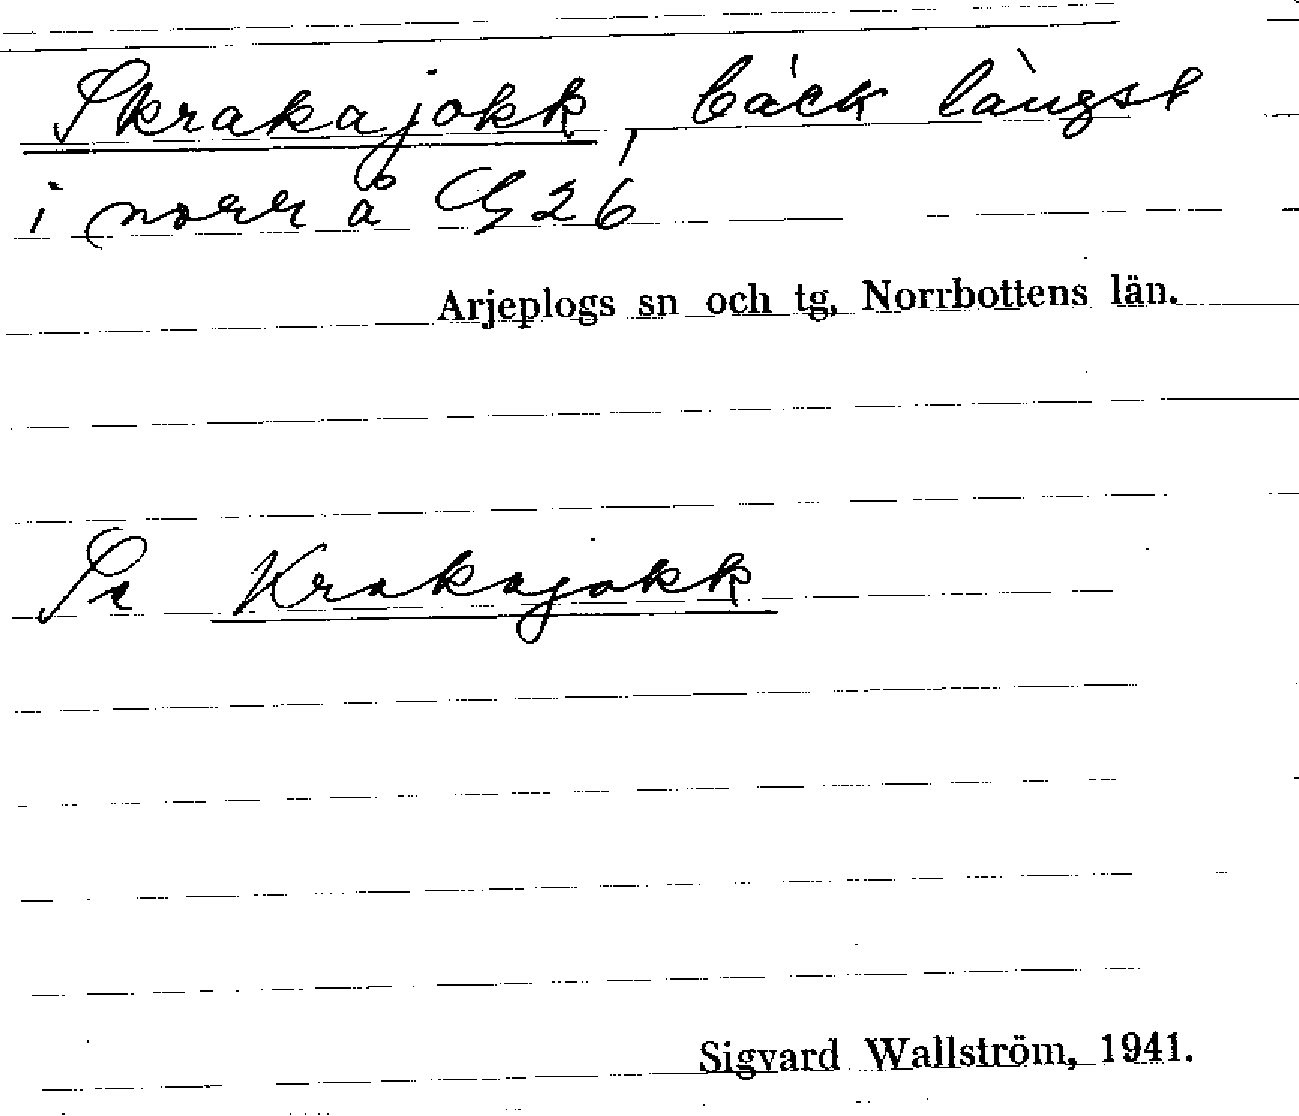 Skrakajokk, bäck längst
i norr å G26
Arjeplogs sn och tg, Norrbottens län.
Se Krakajokk
Sigvard Wallström, 1941.